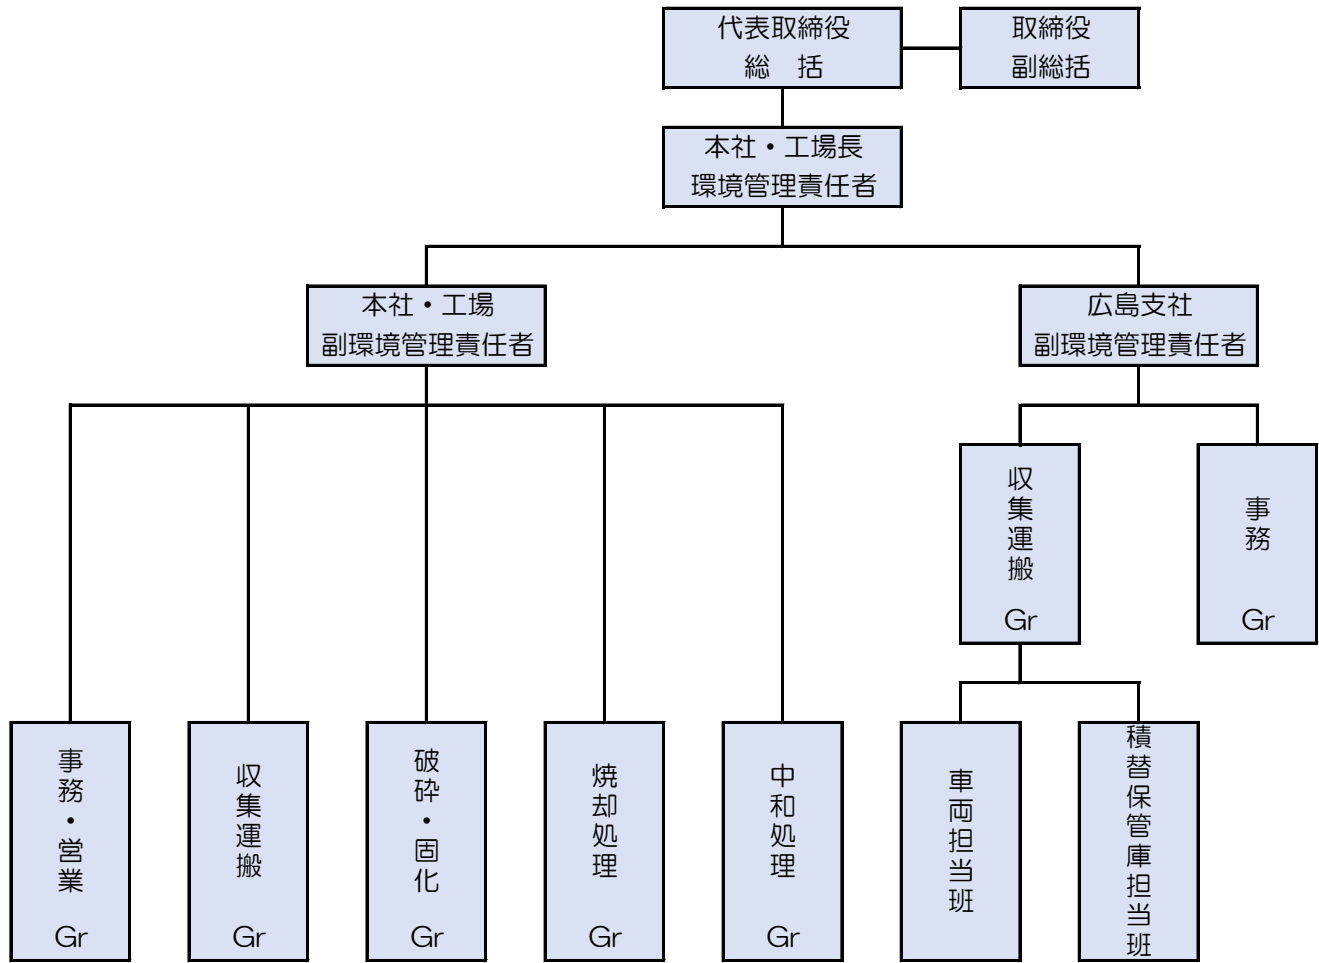 代表取締役
総　括
取締役
副総括
本社・工場長
環境管理責任者
本社・工場
副環境管理責任者
広島支社
副環境管理責任者
収集運搬
Gr
事務
Gr
事務・営業
Gr
収集運搬
Gr
破砕・固化
Gr
焼却処理
Gr
中和処理
Gr
車両担当班
積替保管庫担当班